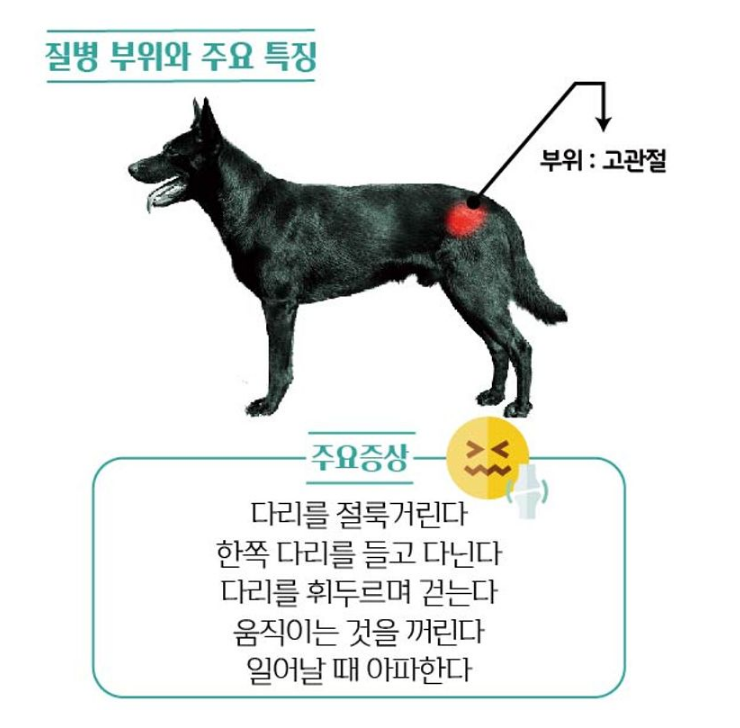 질병 부위와 주요 특징
부위 : 고관절
주요증상
다리를 절룩거린다
한쪽 다리를 들고 다닌다
다리를 휘두르며 걷는다
움직이는 것을 꺼린다
일어날 때 아파한다